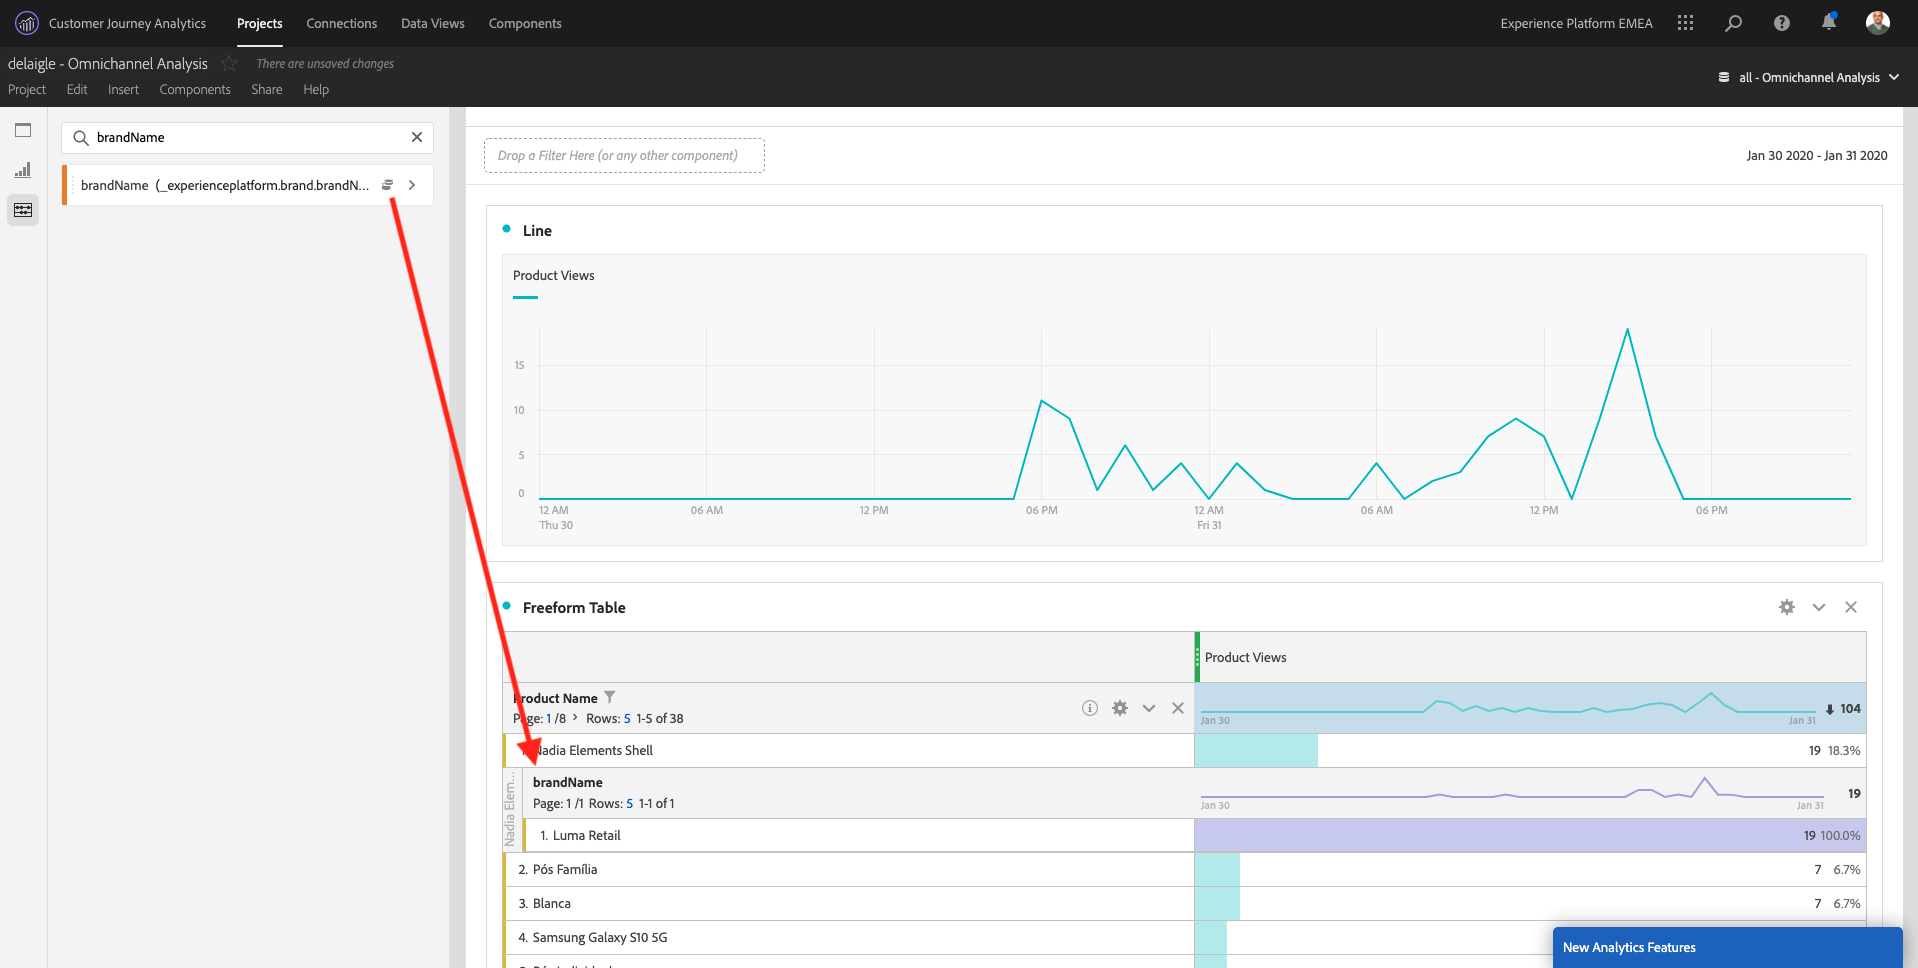 Customer Journey Analytics Projects Connections Data Views Components Experience Platform EMEA
delaigle - Omnichannel Analysis There are unsaved changes
all - Omnichannel Analysis
Project Edit Insert Components Share Help
brandName
brandName (_experienceplatform.brand.brandN...
Drop a Filter Here (or any other component)
Jan 30 2020 - Jan 31 2020
Line
Product Views
15
10
5
0
12 AM 06 AM 12 PM 06 PM 12 AM 06 AM 12 PM 06 PM
Thu 30 Fri 31
Freeform Table
Product Views
Product Name
Page: 1 /8 > Rows: 5 1-5 of 38
Jan 30 Jan 31 104
Nadia Elements Shell 19 18.3%
Nadia Elem...
brandName
Page: 1 /1 Rows: 5 1-1 of 1
Jan 30 Jan 31 19
1. Luma Retail 19 100.0%
2. Pós Família 7 6.7%
3. Blanca 7 6.7%
4. Samsung Galaxy S10 5G
New Analytics Features